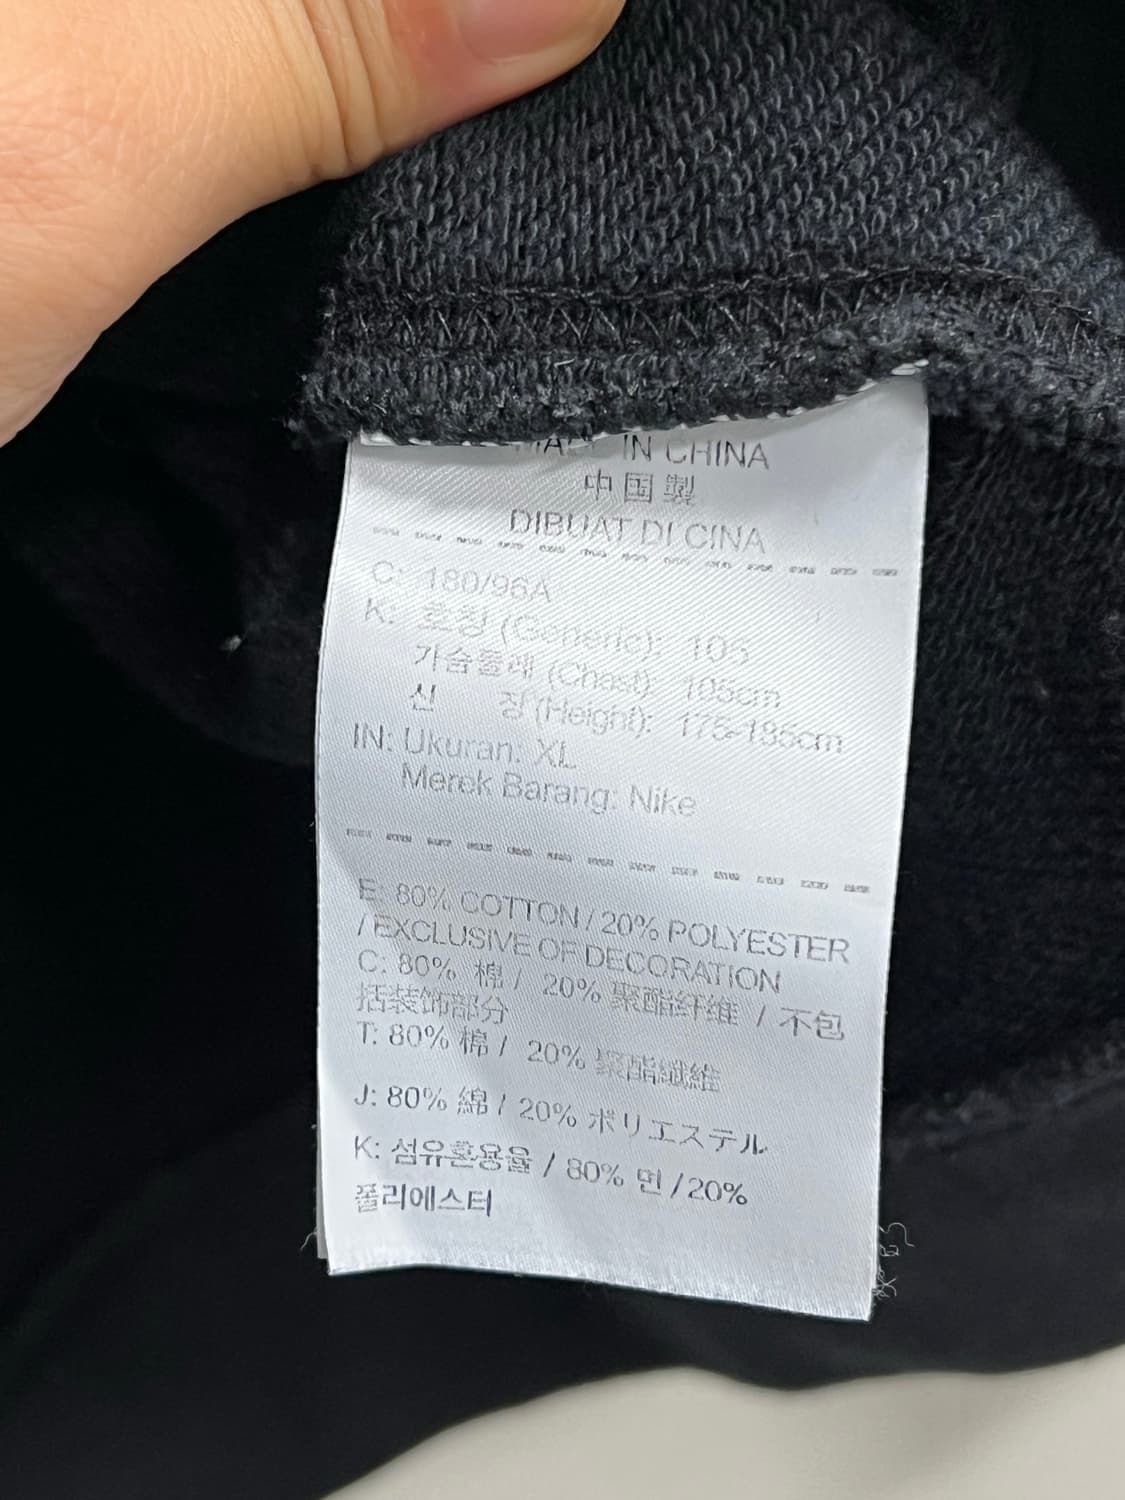 MADE IN CHINA
中国製
DIBUAT DI CINA
C: 180/96A
K: 호칭 (Generic): 105
가슴둘레 (Chest): 105cm
신 장 (Height): 175-185cm
IN: Ukuran: XL
Merek Barang: Nike
E: 80% COTTON / 20% POLYESTER
/ EXCLUSIVE OF DECORATION
C: 80% 棉 / 20% 聚酯纤维 / 不包
括装饰部分
T: 80% 棉 / 20% 聚酯纖維
J: 80% 綿 / 20% ポリエステル
K: 섬유혼용율 / 80% 면 / 20%
폴리에스터